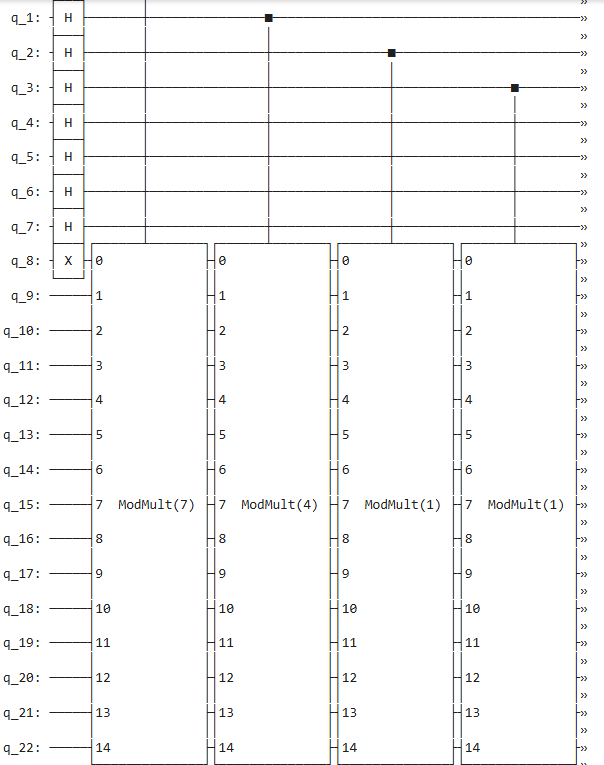 q_1: H »
»
q_2: H »
»
q_3: H »
»
q_4: H »
»
q_5: H »
»
q_6: H »
»
q_7: H »
»
q_8: X 0 0 0 0 »
»
q_9: 1 1 1 1 »
»
q_10: 2 2 2 2 »
»
q_11: 3 3 3 3 »
»
q_12: 4 4 4 4 »
»
q_13: 5 5 5 5 »
»
q_14: 6 6 6 6 »
»
q_15: 7 ModMult(7) 7 ModMult(4) 7 ModMult(1) 7 ModMult(1) »
»
q_16: 8 8 8 8 »
»
q_17: 9 9 9 9 »
»
q_18: 10 10 10 10 »
»
q_19: 11 11 11 11 »
»
q_20: 12 12 12 12 »
»
q_21: 13 13 13 13 »
»
q_22: 14 14 14 14 »
»